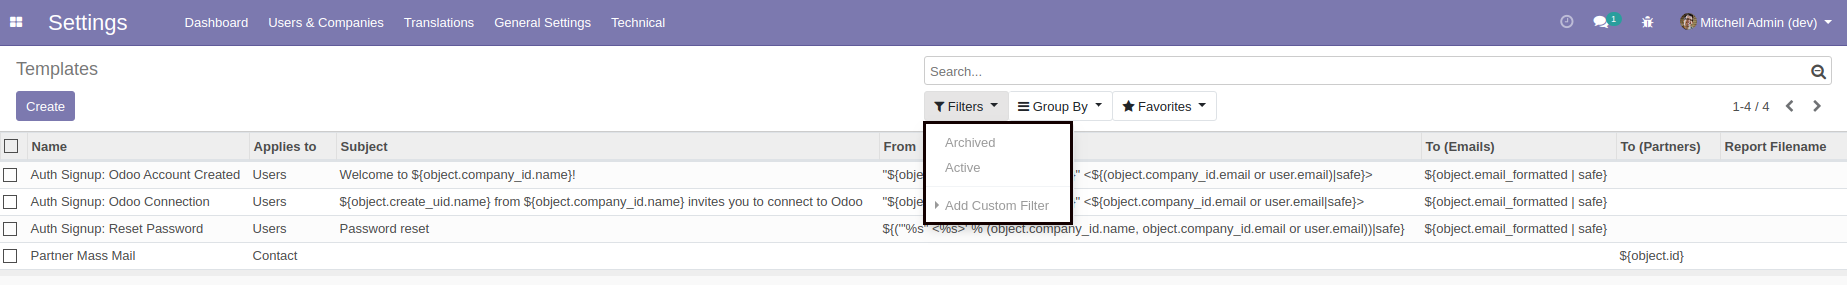 Settings Dashboard Users & Companies Translations General Settings Technical 1 Mitchell Admin (dev)
Templates
Search...
Create Filters Group By Favorites 1-4 / 4
Archived
Active
Add Custom Filter
Name Applies to Subject From To (Emails) To (Partners) Report Filename
Auth Signup: Odoo Account Created Users Welcome to ${object.company_id.name}! "${obje " <${(object.company_id.email or user.email)|safe}> ${object.email_formatted | safe}
Auth Signup: Odoo Connection Users ${object.create_uid.name} from ${object.company_id.name} invites you to connect to Odoo "${obje " <${object.company_id.email or user.email|safe}> ${object.email_formatted | safe}
Auth Signup: Reset Password Users Password reset ${('"%s" <%s>' % (object.company_id.name, object.company_id.email or user.email))|safe} ${object.email_formatted | safe}
Partner Mass Mail Contact ${object.id}